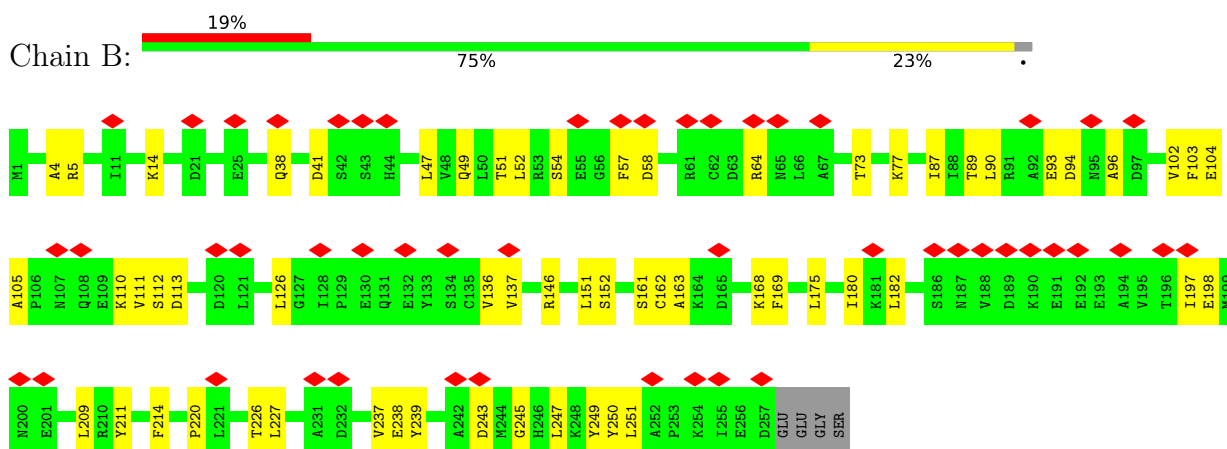 19%
Chain B:
75% 23% .
M1 A4 R5 I11 K14 D21 E25 Q38 D41 S42 S43 H44 L47 V48 Q49 L50 T51 L52 R53 S54 E55 G56 F57 D58 R61 C62 D63 R64 N65 L66 A67 T73 K77 I87 I88 T89 L90 R91 A92 E93 D94 N95 A96 D97 V102 F103 E104
A105 P106 N107 Q108 E109 K110 V111 S112 D113 D120 L121 L126 G127 I128 P129 E130 Q131 E132 Y133 S134 C135 V136 V137 R146 L151 S152 S161 C162 A163 K164 D165 K168 F169 L175 I180 K181 L182 S186 N187 V188 D189 K190 E191 E192 E193 A194 V195 T196 I197 E198 M199
N200 E201 L209 R210 Y211 F214 P220 L221 T226 L227 A231 D232 V237 E238 Y239 A242 D243 M244 G245 H246 L247 K248 Y249 Y250 L251 A252 P253 K254 I255 E256 D257 GLU GLU GLY SER